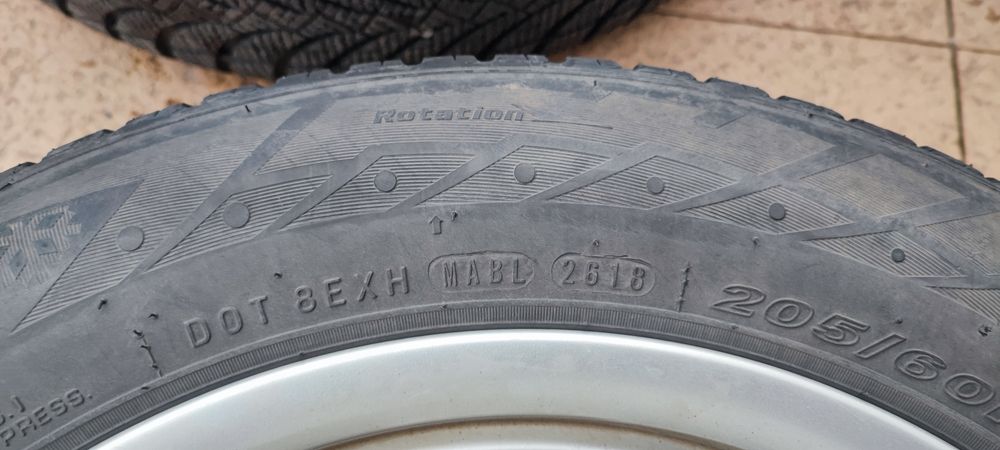 Rotation
DOT 8EXH MABL 2618
205/60
PRESS.